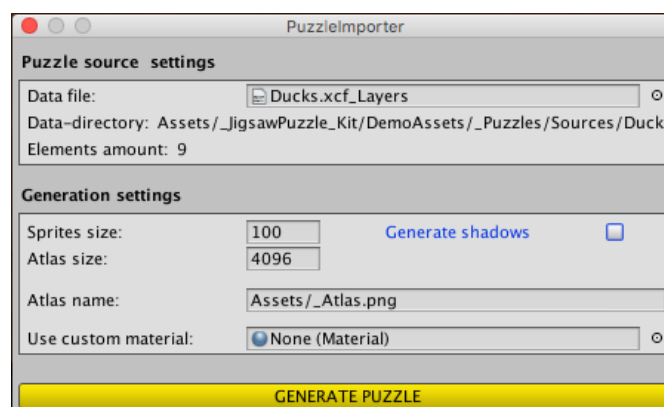 PuzzleImporter
Puzzle source settings
Data file: Ducks.xcf_Layers
Data-directory: Assets/_JigsawPuzzle_Kit/DemoAssets/_Puzzles/Sources/Duck
Elements amount: 9
Generation settings
Sprites size: 100 Generate shadows
Atlas size: 4096
Atlas name: Assets/_Atlas.png
Use custom material: None (Material)
GENERATE PUZZLE